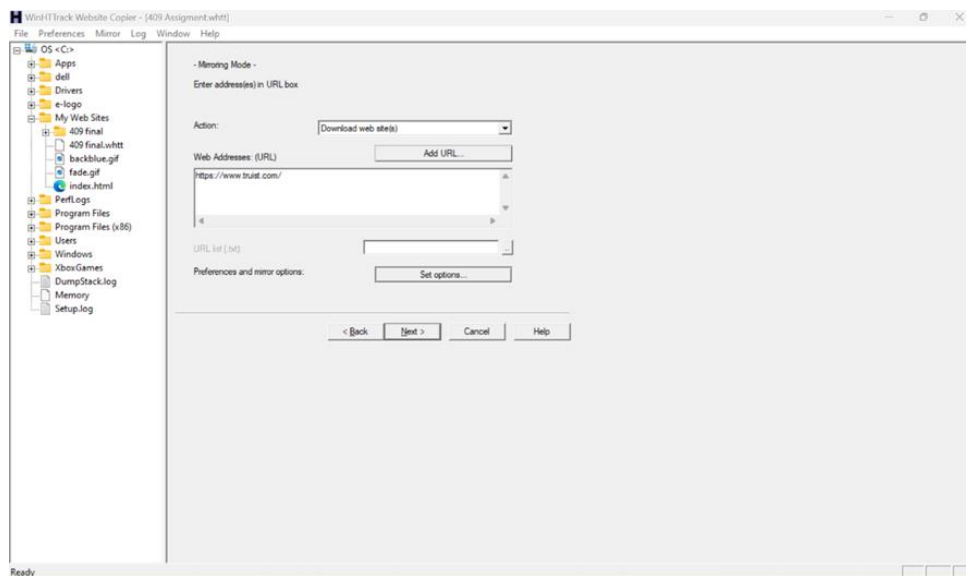 WinHTTrack Website Copier - [409 Assigment.whtt]
File Preferences Mirror Log Window Help
OS <C:>
Apps
dell
Drivers
e-logo
My Web Sites
409 final
409 final.whtt
backblue.gif
fade.gif
index.html
PerfLogs
Program Files
Program Files (x86)
Users
Windows
XboxGames
DumpStack.log
Memory
Setup.log
- Mirroring Mode -
Enter address(es) in URL box
Action:
Download web site(s)
Web Addresses: (URL)
Add URL...
https://www.truist.com/
URL list (.txt):
..
Preferences and mirror options:
Set options...
< Back Next > Cancel Help
Ready